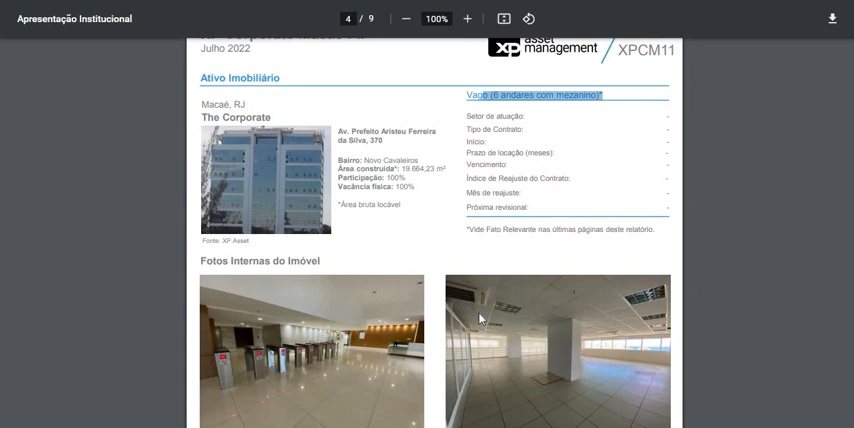 Apresentação Institucional
4 / 9
100%
Julho 2022
xp asset management
XPCM11
Ativo Imobiliário
Macaé, RJ
The Corporate
Av. Prefeito Aristeu Ferreira
da Silva, 370
Bairro: Novo Cavaleiros
Área construída*: 19.664,23 m²
Participação: 100%
Vacância física: 100%
*Área bruta locável
Fonte: XP Asset
Vago (6 andares com mezanino)*
Setor de atuação: -
Tipo de Contrato: -
Início: -
Prazo de locação (meses): -
Vencimento: -
Índice de Reajuste do Contrato: -
Mês de reajuste: -
Próxima revisional: -
*Vide Fato Relevante nas últimas páginas deste relatório.
Fotos Internas do Imóvel